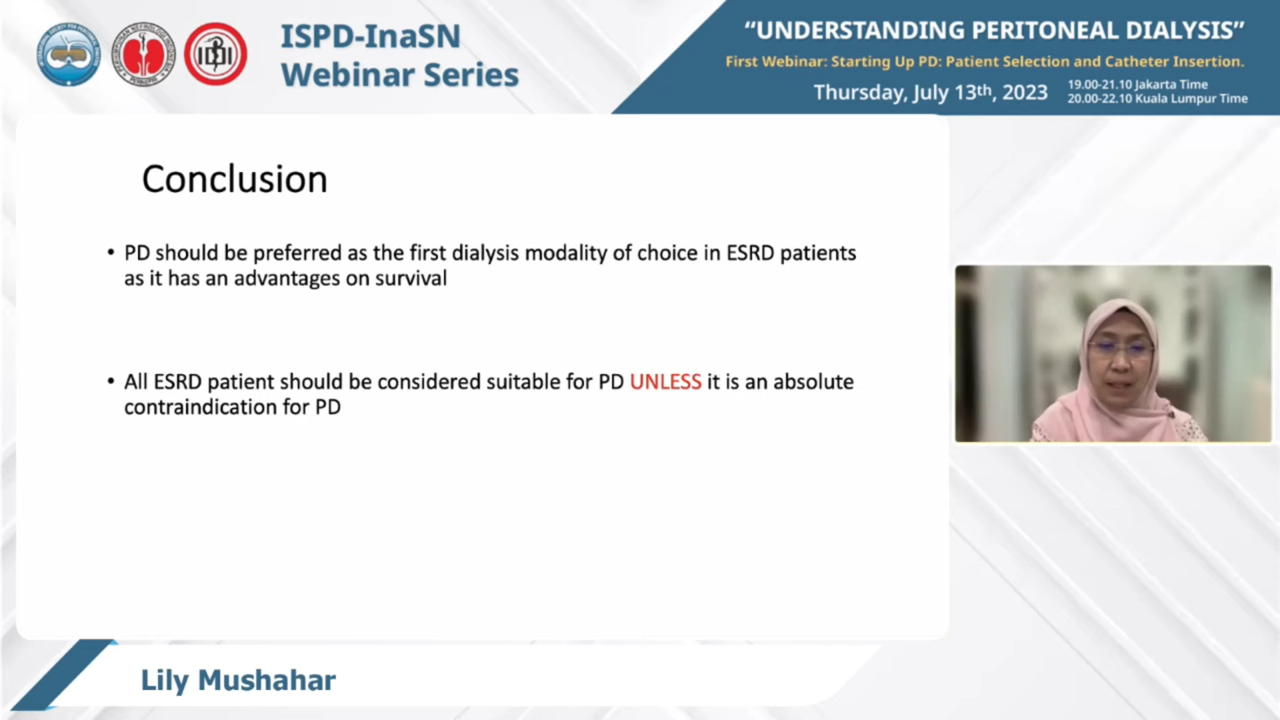 ISPD-InaSN
Webinar Series
“UNDERSTANDING PERITONEAL DIALYSIS”
First Webinar: Starting Up PD: Patient Selection and Catheter Insertion.
Thursday, July 13th, 2023
19.00-21.10 Jakarta Time
20.00-22.10 Kuala Lumpur Time
Conclusion
• PD should be preferred as the first dialysis modality of choice in ESRD patients
as it has an advantages on survival
• All ESRD patient should be considered suitable for PD UNLESS it is an absolute
contraindication for PD
Lily Mushahar